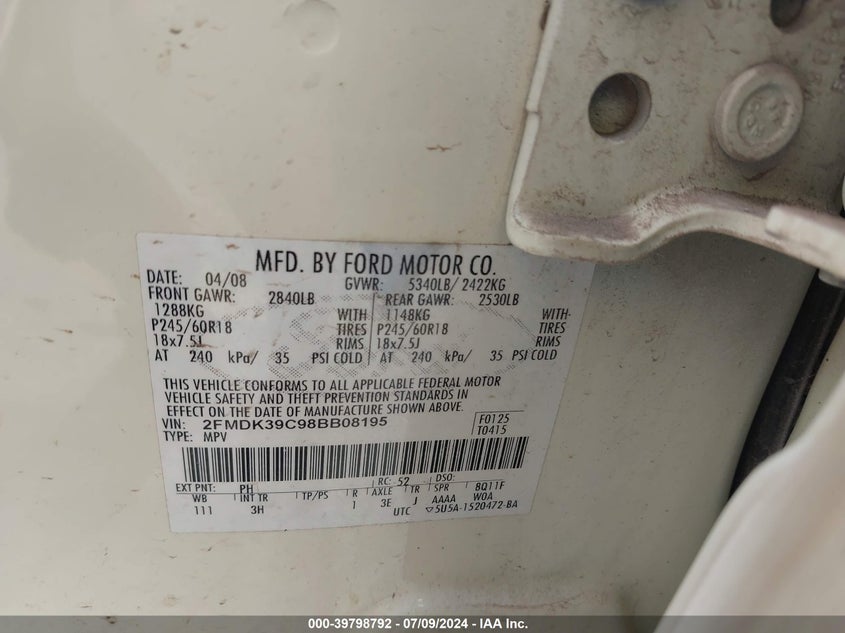 MFD. BY FORD MOTOR CO.
DATE: 04/08 GVWR: 5340LB/ 2422KG
FRONT GAWR: 2840LB REAR GAWR: 2530LB
1288KG WITH 1148KG WITH
P245/60R18 TIRES P245/60R18 TIRES
18x7.5J RIMS 18x7.5J RIMS
AT 240 kPa/ 35 PSI COLD AT 240 kPa/ 35 PSI COLD
THIS VEHICLE CONFORMS TO ALL APPLICABLE FEDERAL MOTOR
VEHICLE SAFETY AND THEFT PREVENTION STANDARDS IN
EFFECT ON THE DATE OF MANUFACTURE SHOWN ABOVE.
VIN: 2FMDK39C98BB08195 F0125
TYPE: MPV T0415
EXT PNT: PH RC: 52 DSO:
WB INT TR TP/PS R AXLE TR SPR 8Q11F
111 3H 1 3E J AAAA W0A
UTC ▽5U5A-1520472-BA
000-39798792 - 07/09/2024 - IAA Inc.